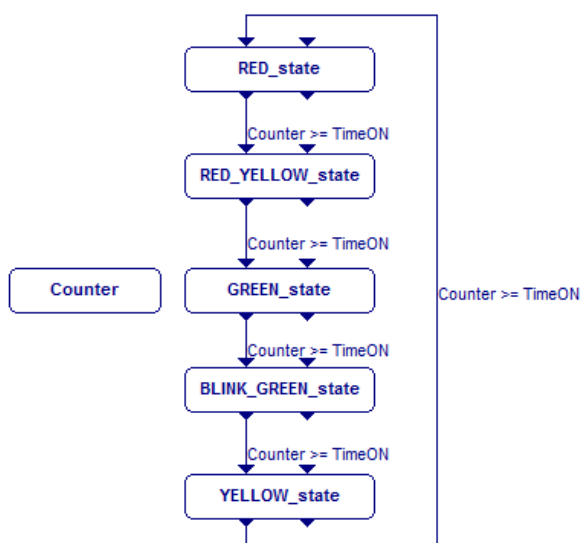 RED_state
Counter >= TimeON
RED_YELLOW_state
Counter >= TimeON
Counter
GREEN_state
Counter >= TimeON
Counter >= TimeON
BLINK_GREEN_state
Counter >= TimeON
YELLOW_state